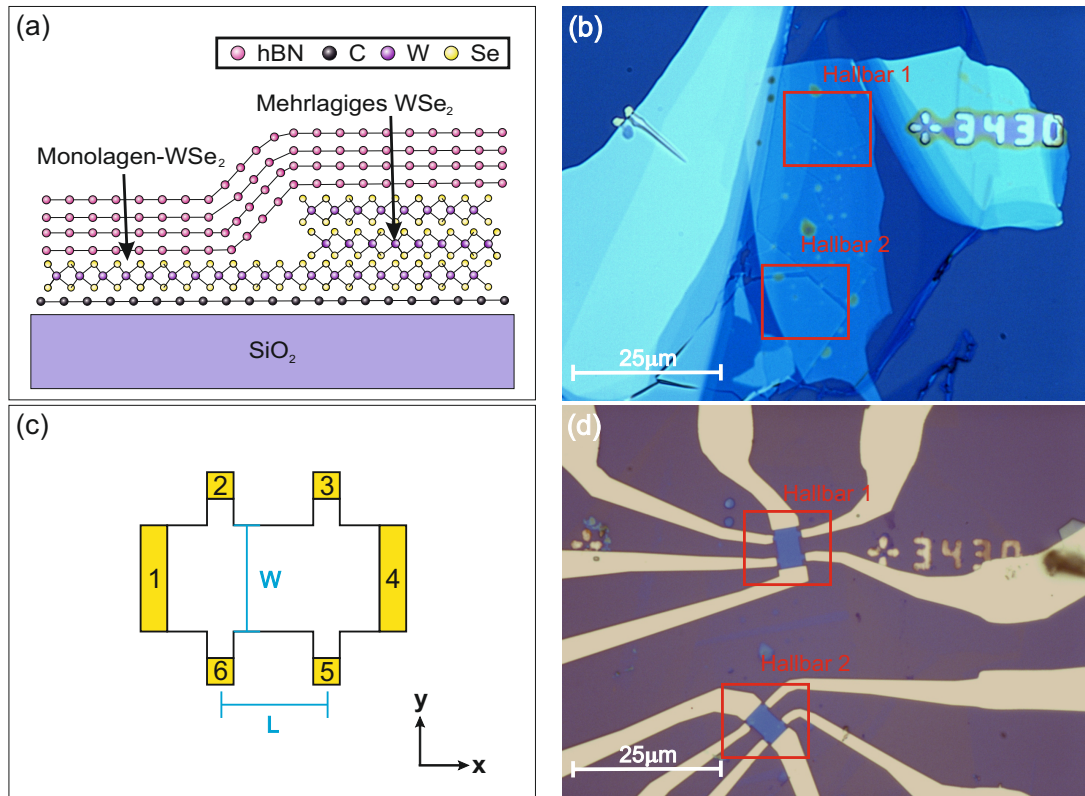 (a)
hBN C W Se
Mehrlagiges WSe₂
Monolagen-WSe₂
SiO₂
(b)
Hallbar 1
3430
Hallbar 2
25µm
(c)
2 3
1 W 4
6 5
L
y
x
(d)
Hallbar 1
3430
Hallbar 2
25µm